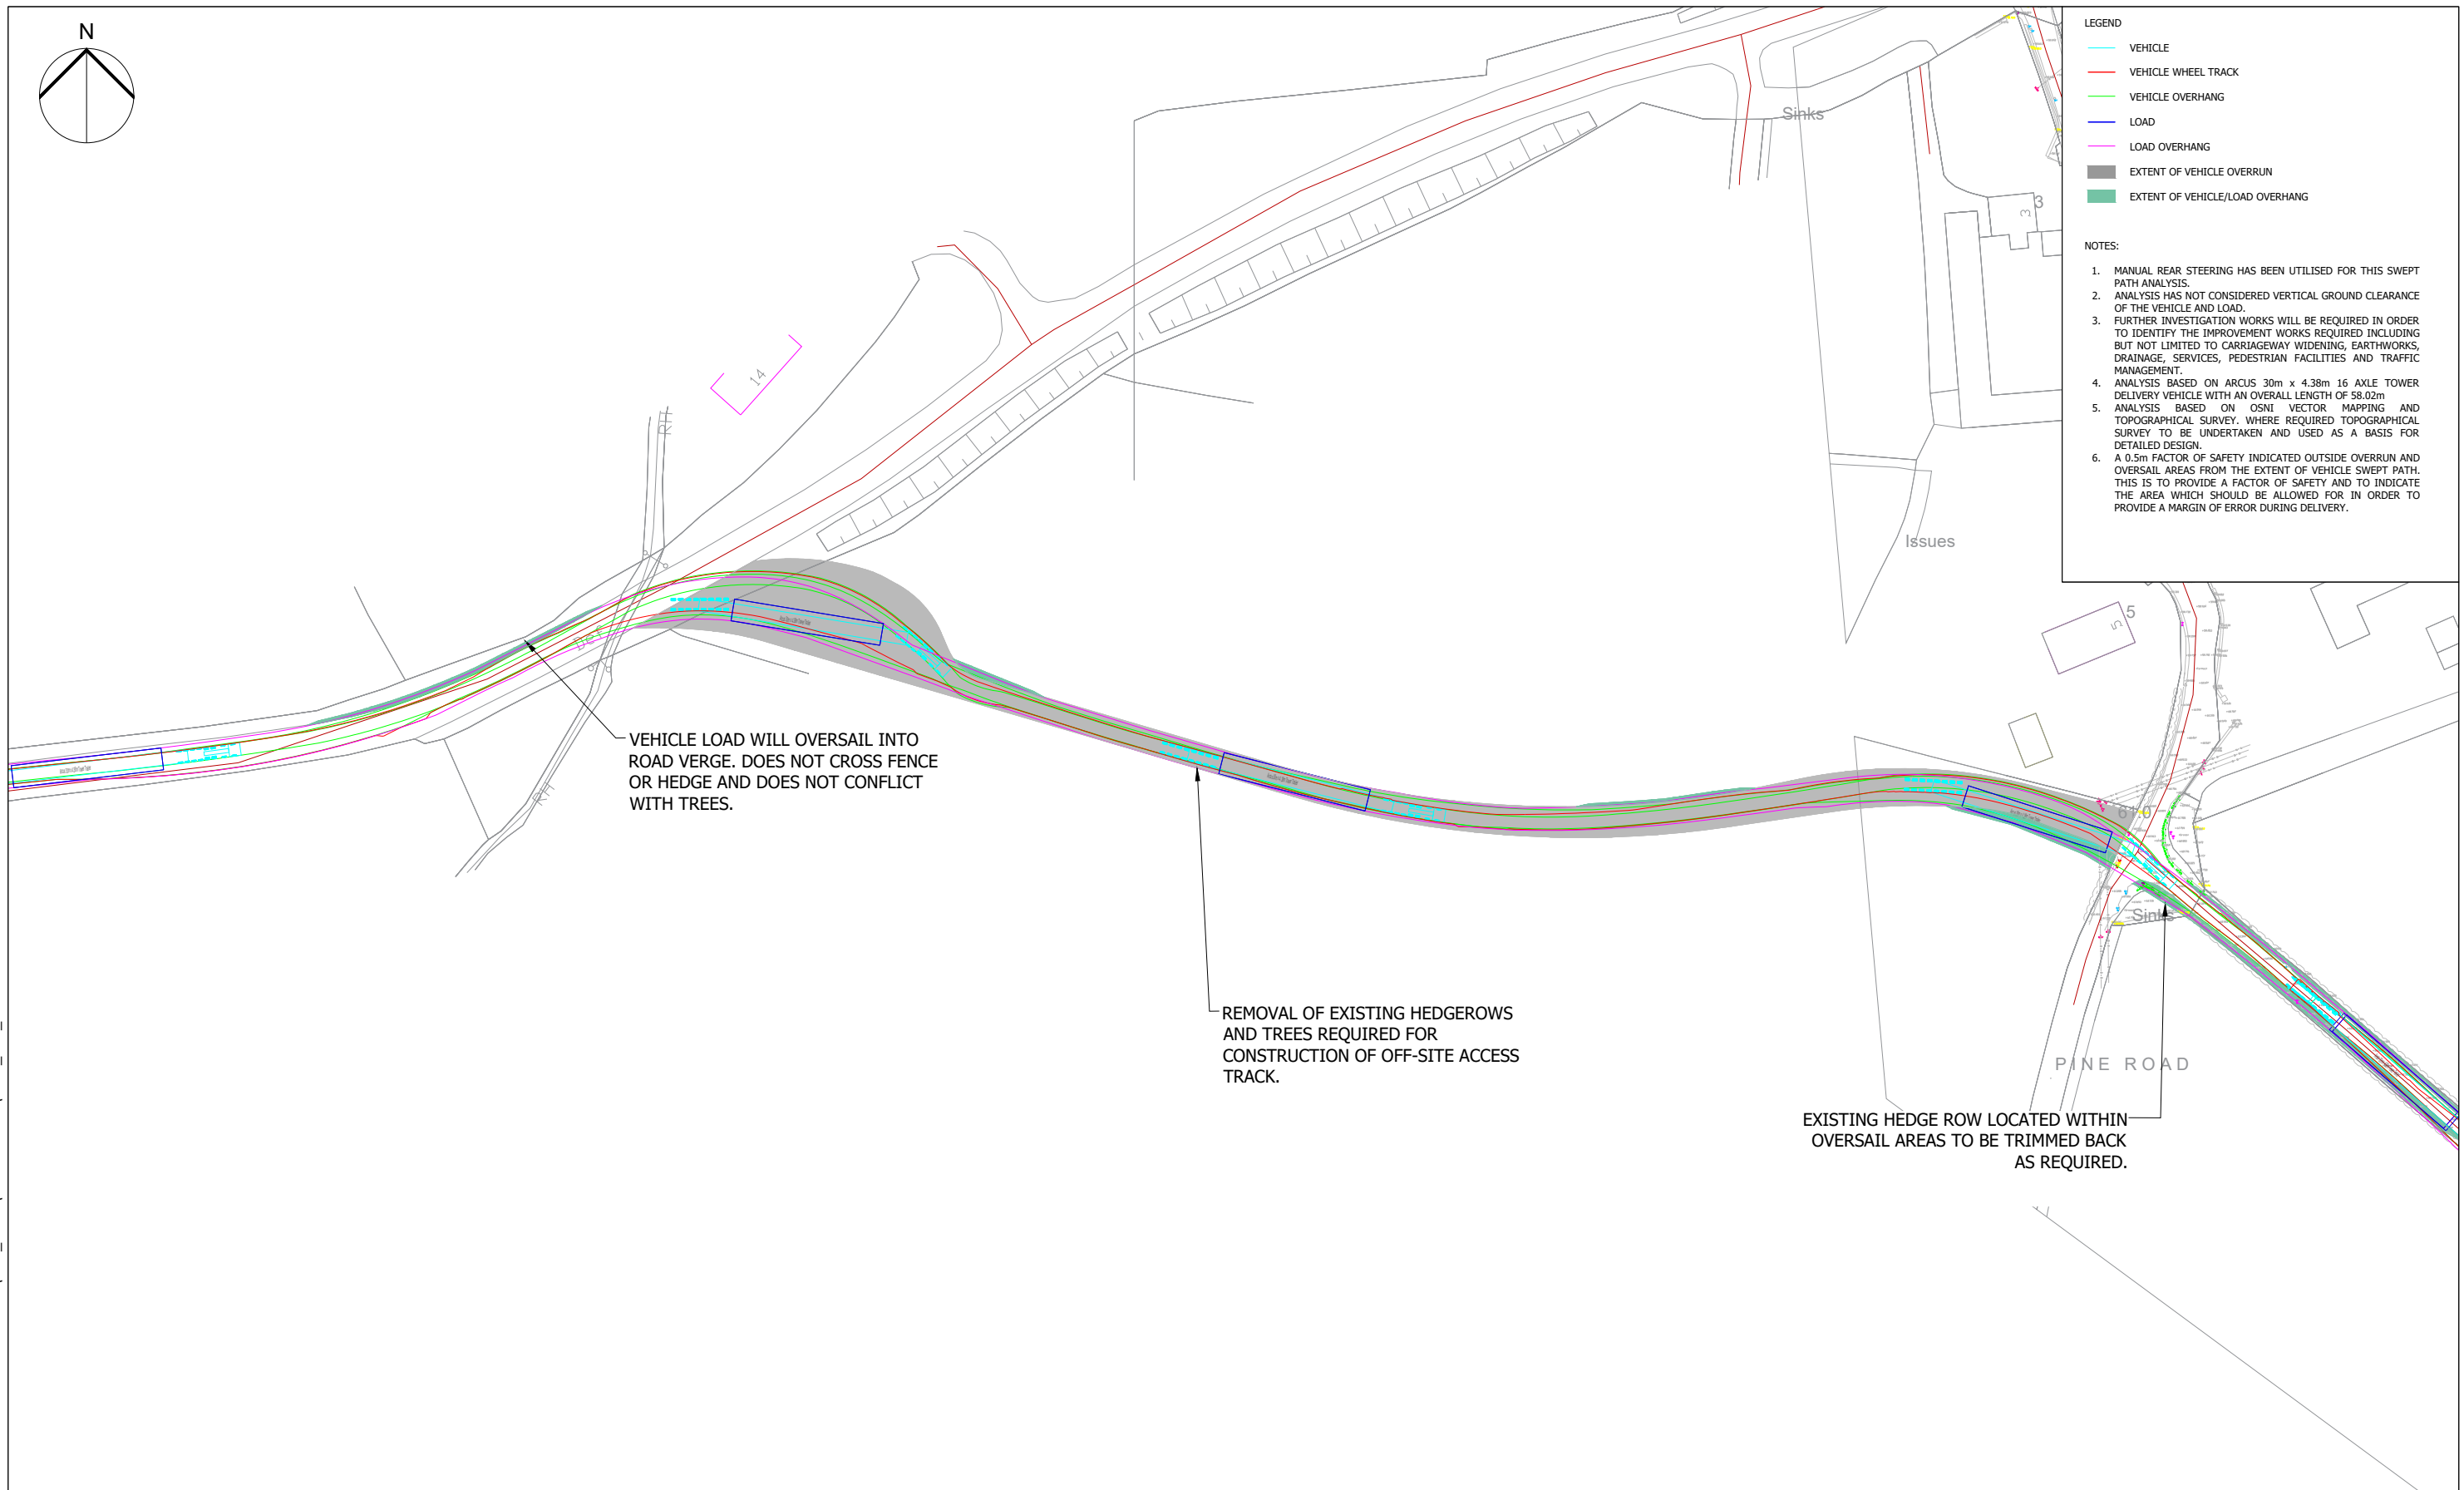 N
LEGEND
VEHICLE
VEHICLE WHEEL TRACK
VEHICLE OVERHANG
LOAD
LOAD OVERHANG
EXTENT OF VEHICLE OVERRUN
EXTENT OF VEHICLE/LOAD OVERHANG
NOTES:
1. MANUAL REAR STEERING HAS BEEN UTILISED FOR THIS SWEPT
PATH ANALYSIS.
2. ANALYSIS HAS NOT CONSIDERED VERTICAL GROUND CLEARANCE
OF THE VEHICLE AND LOAD.
3. FURTHER INVESTIGATION WORKS WILL BE REQUIRED IN ORDER
TO IDENTIFY THE IMPROVEMENT WORKS REQUIRED INCLUDING
BUT NOT LIMITED TO CARRIAGEWAY WIDENING, EARTHWORKS,
DRAINAGE, SERVICES, PEDESTRIAN FACILITIES AND TRAFFIC
MANAGEMENT.
4. ANALYSIS BASED ON ARCUS 30m x 4.38m 16 AXLE TOWER
DELIVERY VEHICLE WITH AN OVERALL LENGTH OF 58.02m
5. ANALYSIS BASED ON OSNI VECTOR MAPPING AND
TOPOGRAPHICAL SURVEY. WHERE REQUIRED TOPOGRAPHICAL
SURVEY TO BE UNDERTAKEN AND USED AS A BASIS FOR
DETAILED DESIGN.
6. A 0.5m FACTOR OF SAFETY INDICATED OUTSIDE OVERRUN AND
OVERSAIL AREAS FROM THE EXTENT OF VEHICLE SWEPT PATH.
THIS IS TO PROVIDE A FACTOR OF SAFETY AND TO INDICATE
THE AREA WHICH SHOULD BE ALLOWED FOR IN ORDER TO
PROVIDE A MARGIN OF ERROR DURING DELIVERY.
Sinks
3
3
14
RH
Issues
5
5
RH
61.0
Sinks
VEHICLE LOAD WILL OVERSAIL INTO
ROAD VERGE. DOES NOT CROSS FENCE
OR HEDGE AND DOES NOT CONFLICT
WITH TREES.
REMOVAL OF EXISTING HEDGEROWS
AND TREES REQUIRED FOR
CONSTRUCTION OF OFF-SITE ACCESS
TRACK.
PINE ROAD
EXISTING HEDGE ROW LOCATED WITHIN
OVERSAIL AREAS TO BE TRIMMED BACK
AS REQUIRED.